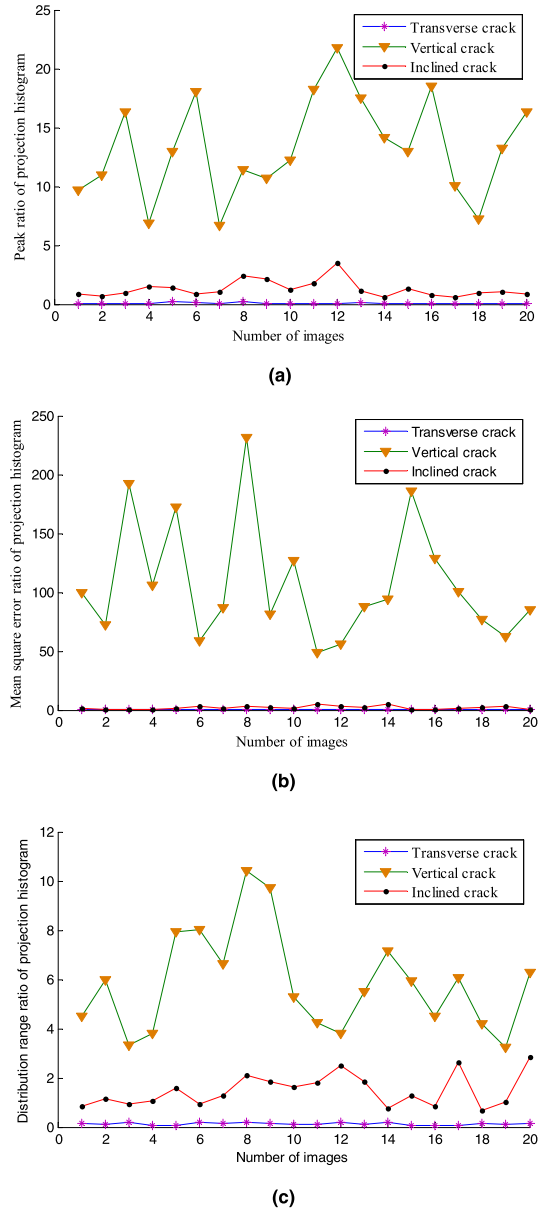 25
20
15
10
5
0
Peak ratio of projection histogram
Transverse crack
Vertical crack
Inclined crack
0 2 4 6 8 10 12 14 16 18 20
Number of images
(a)
250
200
150
100
50
0
Mean square error ratio of projection histogram
Transverse crack
Vertical crack
Inclined crack
0 2 4 6 8 10 12 14 16 18 20
Number of images
(b)
12
10
8
6
4
2
0
Distribution range ratio of projection histogram
Transverse crack
Vertical crack
Inclined crack
0 2 4 6 8 10 12 14 16 18 20
Number of images
(c)